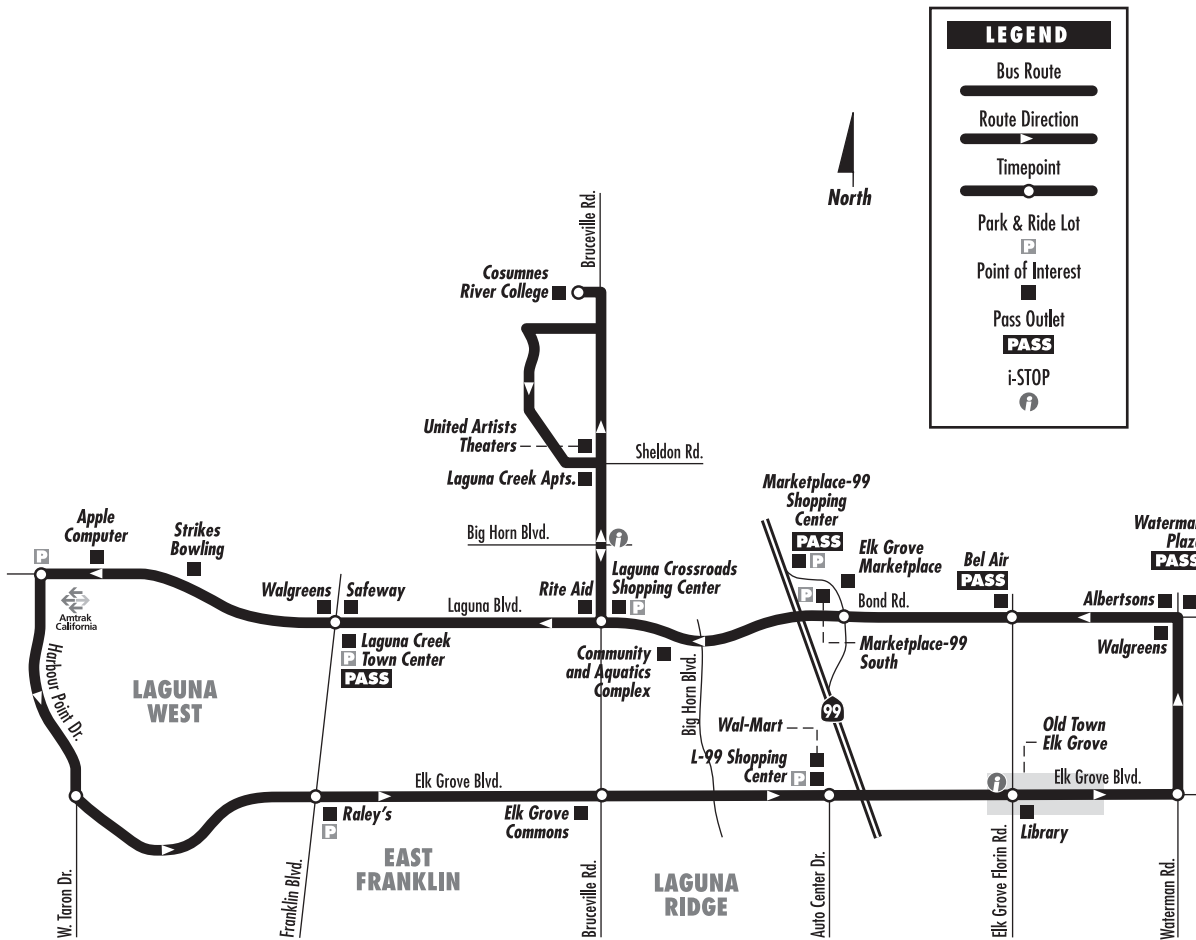 LEGEND
Bus Route
Route Direction
Timepoint
Park & Ride Lot
P
Point of Interest
Pass Outlet
PASS
i-STOP
i
North
Bruceville Rd.
Cosumnes
River College
United Artists
Theaters
Sheldon Rd.
Laguna Creek Apts.
Big Horn Blvd.
i
Marketplace-99
Shopping
Center
PASS
P
Elk Grove
Marketplace
Bel Air
PASS
Waterman
Plaza
PASS
Apple
Computer
P
Strikes
Bowling
Amtrak
California
Walgreens
Safeway
Laguna Blvd.
Rite Aid
Laguna Crossroads
Shopping Center
P
P
Bond Rd.
Albertsons
Walgreens
Laguna Creek
P Town Center
PASS
Community
and Aquatics
Complex
Marketplace-99
South
Harbour Point Dr.
LAGUNA
WEST
Big Horn Blvd.
99
Wal-Mart
L-99 Shopping
Center P
Old Town
Elk Grove
i
Elk Grove Blvd.
Elk Grove Blvd.
Raley's
P
Elk Grove
Commons
Library
EAST
FRANKLIN
LAGUNA
RIDGE
W. Taron Dr.
Franklin Blvd.
Bruceville Rd.
Auto Center Dr.
Elk Grove Florin Rd.
Waterman Rd.